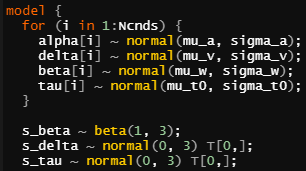 model {
for (i in 1:Ncnds) {
alpha[i] ~ normal(mu_a, sigma_a);
delta[i] ~ normal(mu_v, sigma_v);
beta[i] ~ normal(mu_w, sigma_w);
tau[i] ~ normal(mu_t0, sigma_t0);
}
s_beta ~ beta(1, 3);
s_delta ~ normal(0, 3) T[0,];
s_tau ~ normal(0, 3) T[0,];